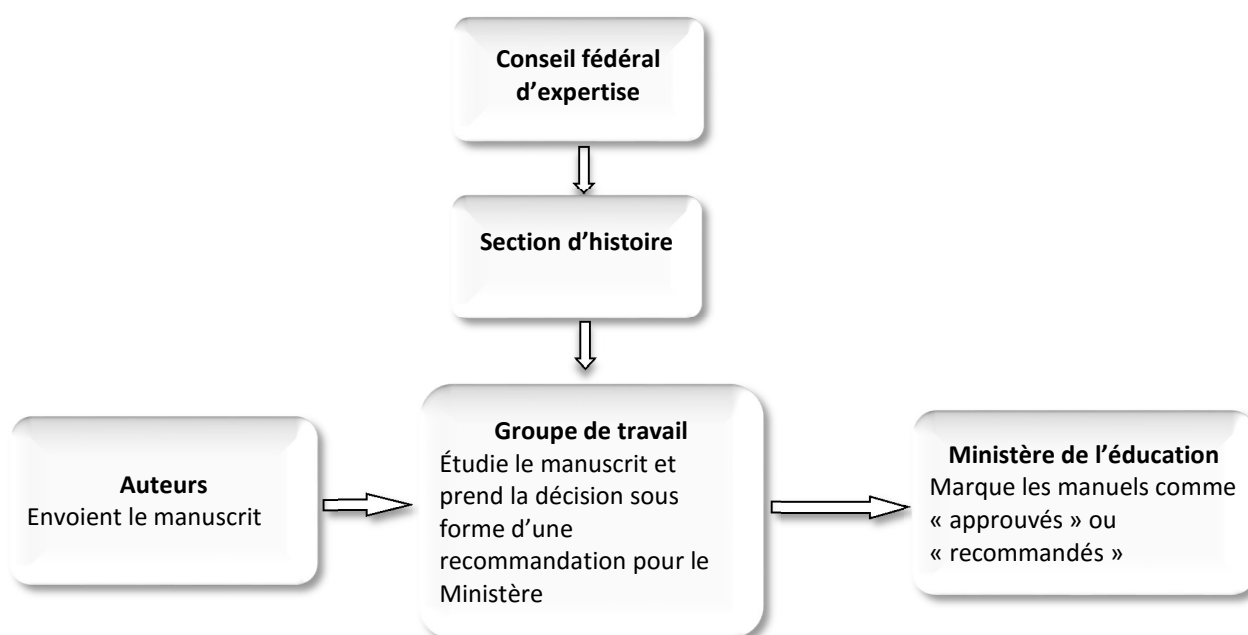 Conseil fédéral
d’expertise
Section d’histoire
Auteurs
Envoient le manuscrit
Groupe de travail
Étudie le manuscrit et
prend la décision sous
forme d’une
recommandation pour le
Ministère
Ministère de l’éducation
Marque les manuels comme
« approuvés » ou
« recommandés »